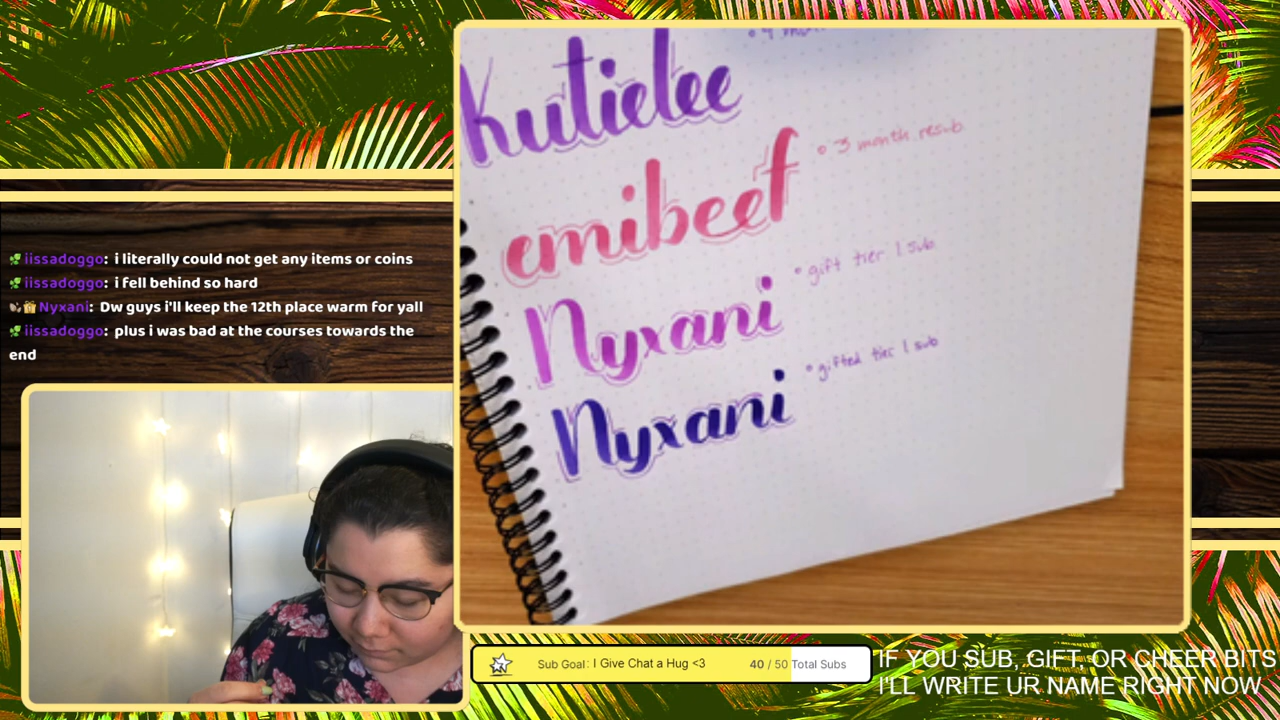 Kutielee
emibeef
• 3 month resub
Nyxani
• gift tier 1 sub
Nyxani
• gifted tier 1 sub
iissadoggo: i literally could not get any items or coins
iissadoggo: i fell behind so hard
Nyxani: Dw guys i'll keep the 12th place warm for yall
iissadoggo: plus i was bad at the courses towards the
end
Sub Goal: I Give Chat a Hug <3 40 / 50 Total Subs
IF YOU SUB, GIFT, OR CHEER BITS
I'LL WRITE UR NAME RIGHT NOW